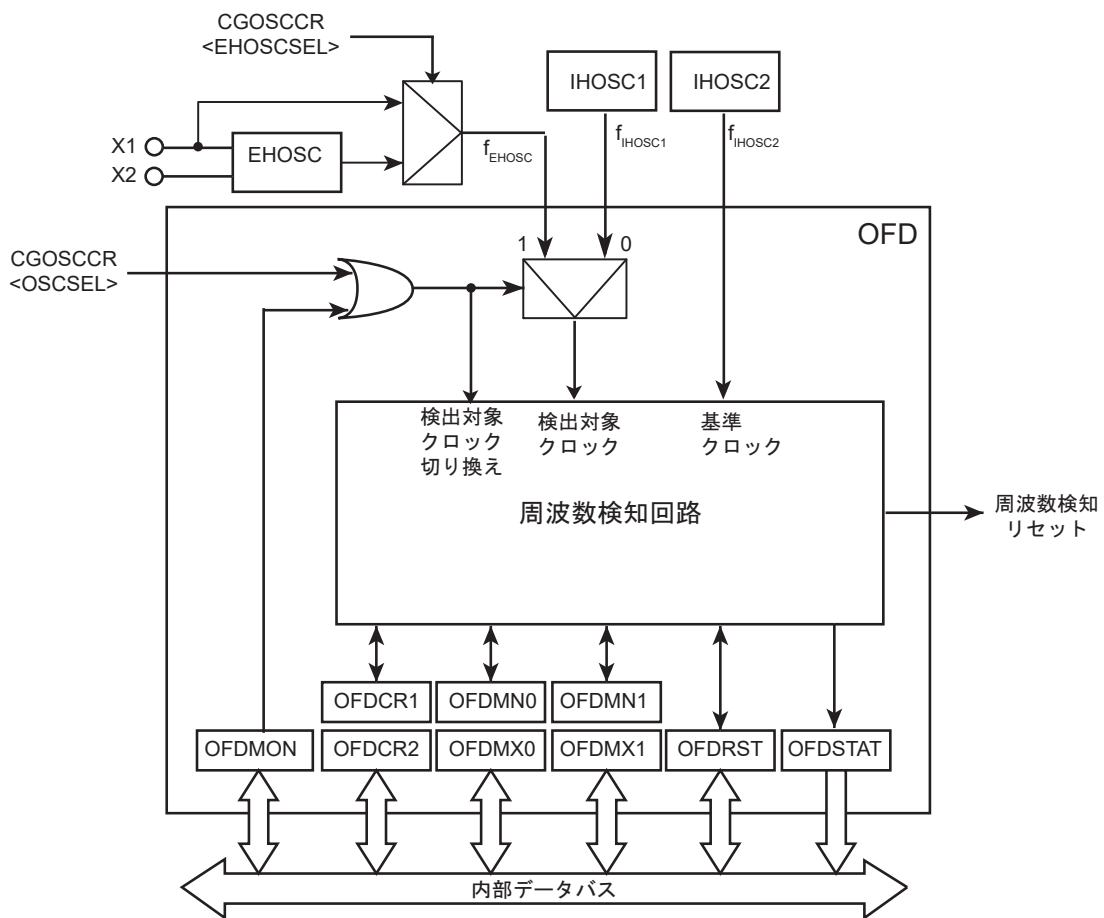 CGOSCCR
<EHOSCSEL>
IHOSC1
IHOSC2
X1
X2
EHOSC
fEHOSC
fIHOSC1
fIHOSC2
OFD
1
0
CGOSCCR
<OSCSEL>
検出対象
クロック
切り換え
検出対象
クロック
基準
クロック
周波数検知回路
周波数検知
リセット
OFDCR1
OFDMN0
OFDMN1
OFDMON
OFDCR2
OFDMX0
OFDMX1
OFDRST
OFDSTAT
内部データバス